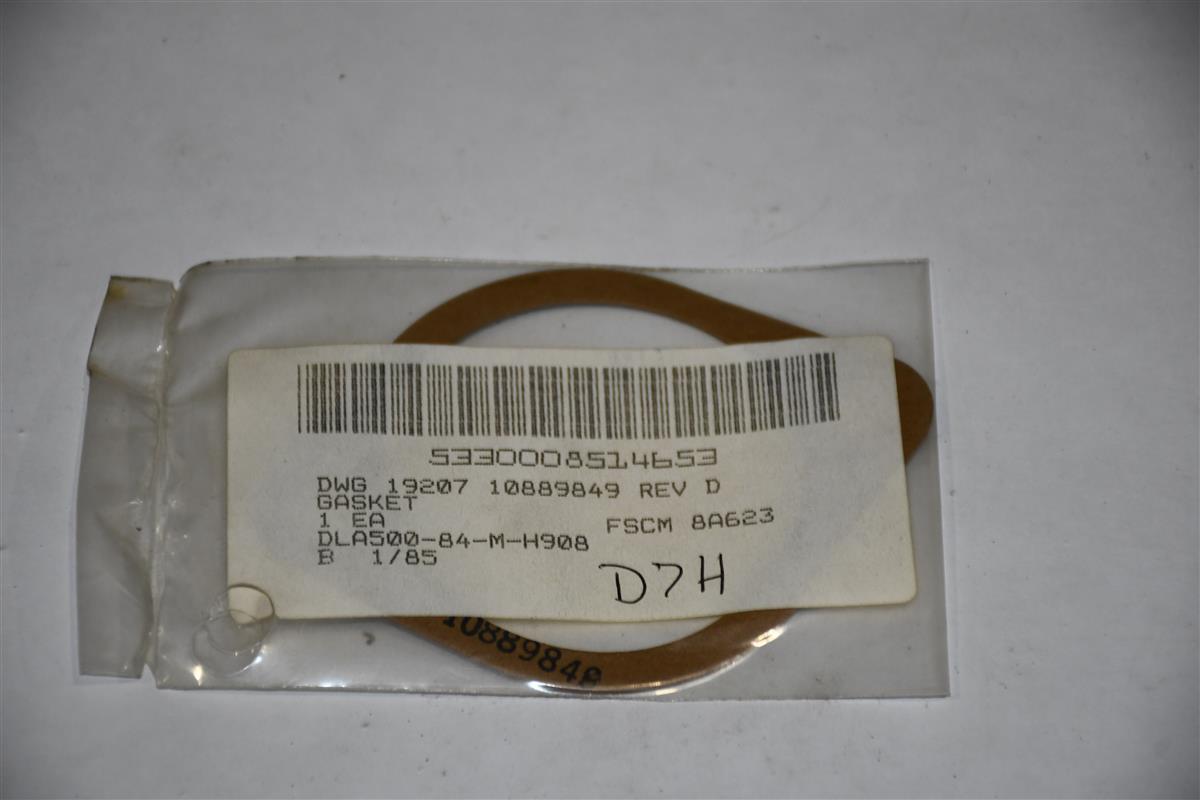 5330008514653
DWG 19207 10889849 REV D
GASKET
1 EA FSCM 8A623
DLA500-84-M-H908
B 1/85
D7H
10889849